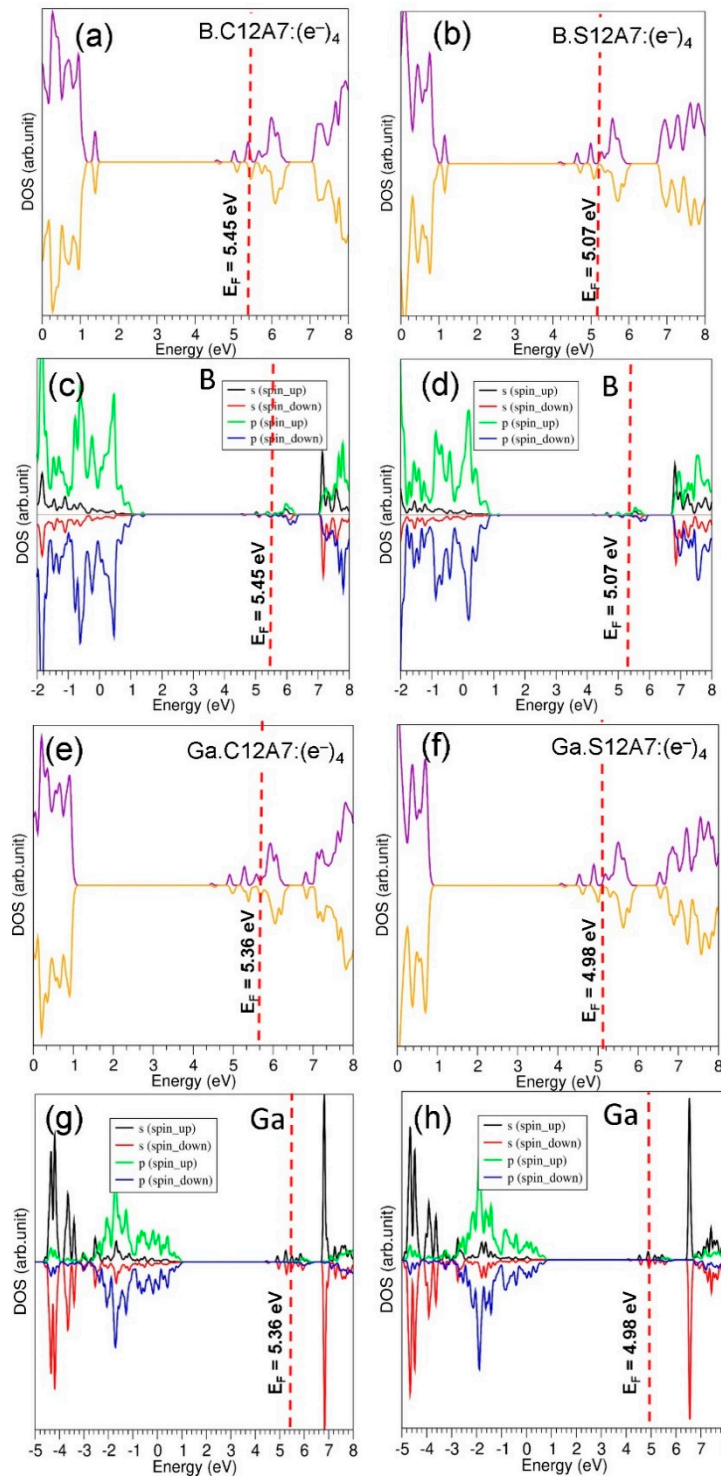 (a) B.C12A7:(e⁻)₄
DOS (arb.unit)
E_F = 5.45 eV
0 1 2 3 4 5 6 7 8
Energy (eV)
(b) B.S12A7:(e⁻)₄
DOS (arb.unit)
E_F = 5.07 eV
0 1 2 3 4 5 6 7 8
Energy (eV)
(c) B
s (spin_up)
s (spin_down)
p (spin_up)
p (spin_down)
DOS (arb.unit)
E_F = 5.45 eV
-2 -1 0 1 2 3 4 5 6 7 8
Energy (eV)
(d) B
s (spin_up)
s (spin_down)
p (spin_up)
p (spin_down)
DOS (arb.unit)
E_F = 5.07 eV
-2 -1 0 1 2 3 4 5 6 7 8
Energy (eV)
(e) Ga.C12A7:(e⁻)₄
DOS (arb.unit)
E_F = 5.36 eV
0 1 2 3 4 5 6 7 8
Energy (eV)
(f) Ga.S12A7:(e⁻)₄
DOS (arb.unit)
E_F = 4.98 eV
0 1 2 3 4 5 6 7 8
Energy (eV)
(g) Ga
s (spin_up)
s (spin_down)
p (spin_up)
p (spin_down)
DOS (arb.unit)
E_F = 5.36 eV
-5 -4 -3 -2 -1 0 1 2 3 4 5 6 7 8
Energy (eV)
(h) Ga
s (spin_up)
s (spin_down)
p (spin_up)
p (spin_down)
DOS (arb.unit)
E_F = 4.98 eV
-5 -4 -3 -2 -1 0 1 2 3 4 5 6 7 8
Energy (eV)